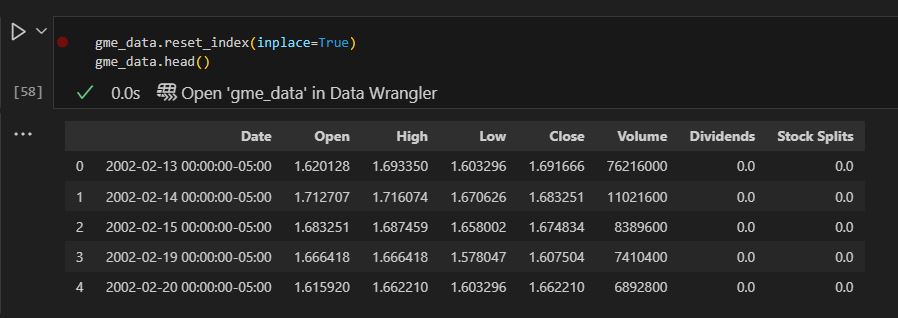 gme_data.reset_index(inplace=True)
gme_data.head()
[58] 0.0s Open 'gme_data' in Data Wrangler
Date Open High Low Close Volume Dividends Stock Splits
0 2002-02-13 00:00:00-05:00 1.620128 1.693350 1.603296 1.691666 76216000 0.0 0.0
1 2002-02-14 00:00:00-05:00 1.712707 1.716074 1.670626 1.683251 11021600 0.0 0.0
2 2002-02-15 00:00:00-05:00 1.683251 1.687459 1.658002 1.674834 8389600 0.0 0.0
3 2002-02-19 00:00:00-05:00 1.666418 1.666418 1.578047 1.607504 7410400 0.0 0.0
4 2002-02-20 00:00:00-05:00 1.615920 1.662210 1.603296 1.662210 6892800 0.0 0.0